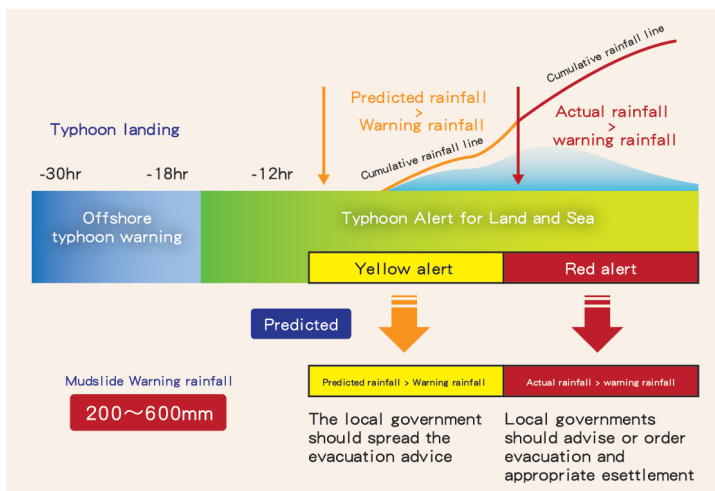 Cumulative rainfall line
Predicted rainfall
>
Warning rainfall
Actual rainfall
>
warning rainfall
Typhoon landing
Cumulative rainfall line
-30hr
-18hr
-12hr
Offshore
typhoon warning
Typhoon Alert for Land and Sea
Yellow alert
Red alert
Predicted
Mudslide Warning rainfall
200～600mm
Predicted rainfall > Warning rainfall
Actual rainfall > warning rainfall
The local government
should spread the
evacuation advice
Local governments
should advise or order
evacuation and
appropriate esettlement